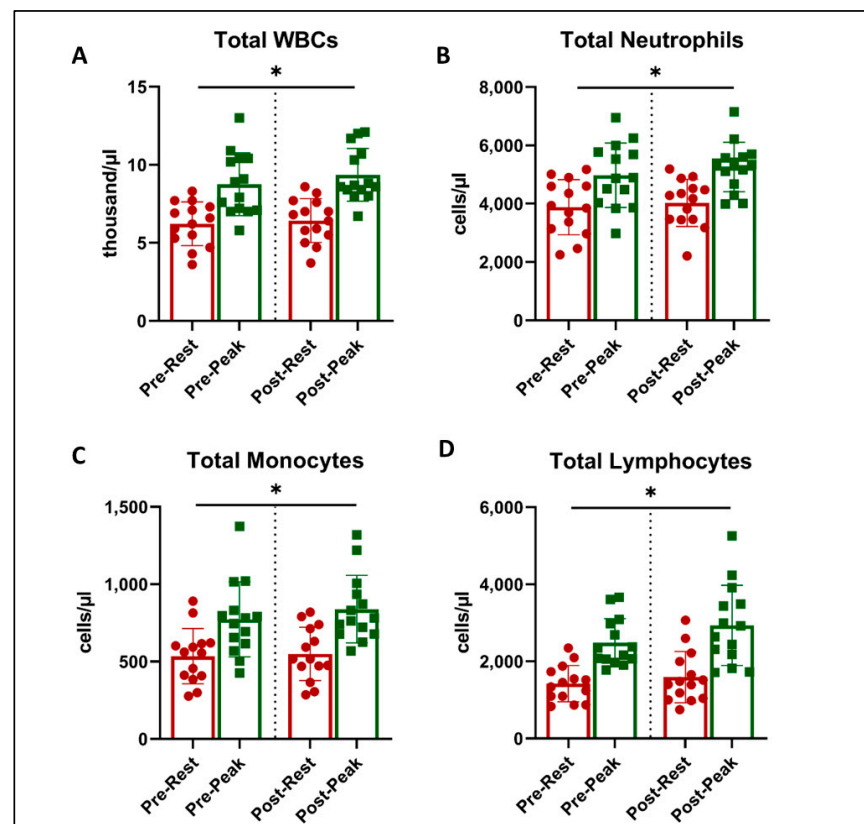 A
Total WBCs
*
thousand/µl
15
10
5
0
Pre-Rest
Pre-Peak
Post-Rest
Post-Peak
B
Total Neutrophils
*
cells/µl
8,000
6,000
4,000
2,000
0
Pre-Rest
Pre-Peak
Post-Rest
Post-Peak
C
Total Monocytes
*
cells/µl
1,500
1,000
500
0
Pre-Rest
Pre-Peak
Post-Rest
Post-Peak
D
Total Lymphocytes
*
cells/µl
6,000
4,000
2,000
0
Pre-Rest
Pre-Peak
Post-Rest
Post-Peak